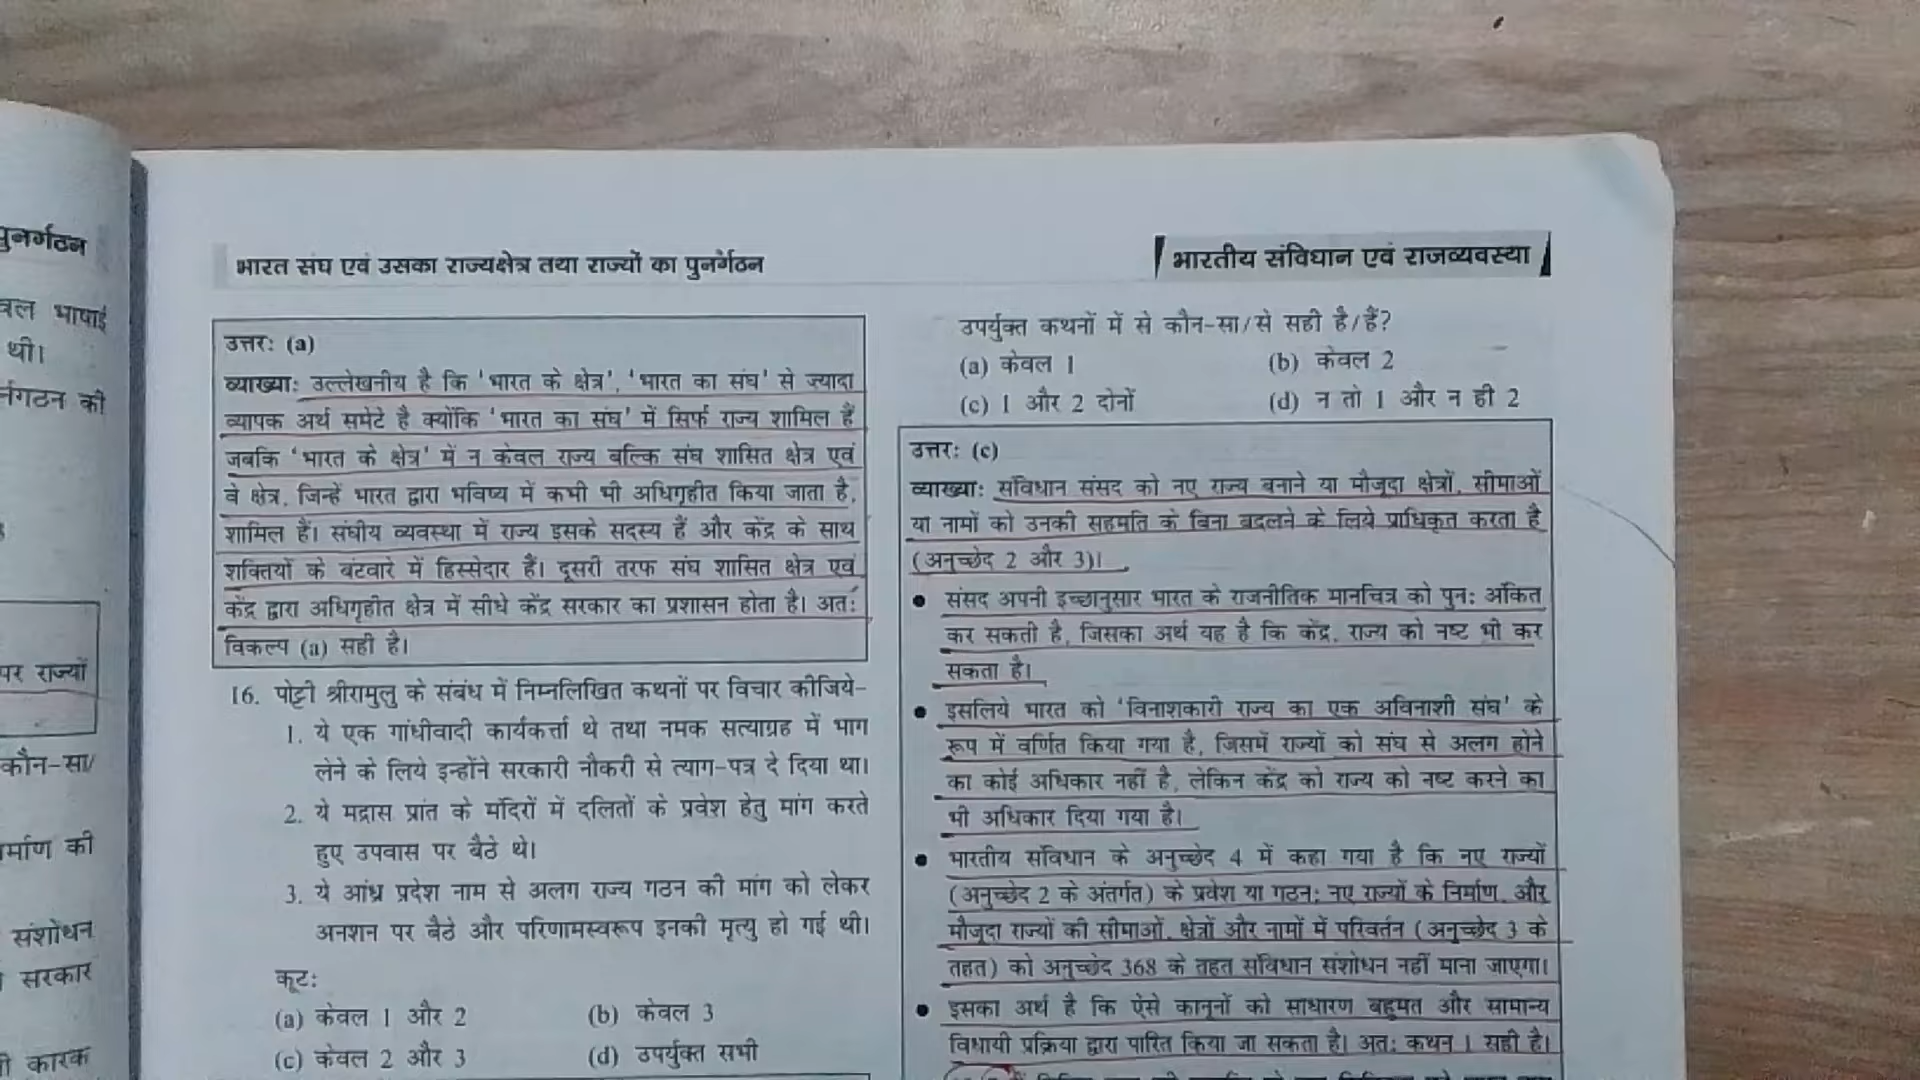 पुनर्गठन
भाषाई
थी।
की
पर राज्यों
कौन-सा/
की
संशोधन
सरकार
कारक
भारत संघ एवं उसका राज्यक्षेत्र तथा राज्यों का पुनर्गठन
उत्तरः (a)
व्याख्याः उल्लेखनीय है कि 'भारत के क्षेत्र', 'भारत का संघ' से ज्यादा
व्यापक अर्थ समेटे है क्योंकि 'भारत का संघ' में सिर्फ राज्य शामिल हैं
जबकि 'भारत के क्षेत्र' में न केवल राज्य बल्कि संघ शासित क्षेत्र एवं
वे क्षेत्र, जिन्हें भारत द्वारा भविष्य में कभी भी अधिगृहीत किया जाता है,
शामिल हैं। संघीय व्यवस्था में राज्य इसके सदस्य हैं और केंद्र के साथ
शक्तियों के बंटवारे में हिस्सेदार हैं। दूसरी तरफ संघ शासित क्षेत्र एवं
केंद्र द्वारा अधिगृहीत क्षेत्र में सीधे केंद्र सरकार का प्रशासन होता है। अतः
विकल्प (a) सही है।
16. पोट्टी श्रीरामुलु के संबंध में निम्नलिखित कथनों पर विचार कीजिये-
1. ये एक गांधीवादी कार्यकर्त्ता थे तथा नमक सत्याग्रह में भाग
लेने के लिये इन्होंने सरकारी नौकरी से त्याग-पत्र दे दिया था।
2. ये मद्रास प्रांत के मंदिरों में दलितों के प्रवेश हेतु मांग करते
हुए उपवास पर बैठे थे।
3. ये आंध्र प्रदेश नाम से अलग राज्य गठन की मांग को लेकर
अनशन पर बैठे और परिणामस्वरूप इनकी मृत्यु हो गई थी।
कूटः
(a) केवल 1 और 2 (b) केवल 3
(c) केवल 2 और 3 (d) उपर्युक्त सभी
भारतीय संविधान एवं राजव्यवस्था
उपर्युक्त कथनों में से कौन-सा/से सही है/हैं?
(a) केवल 1 (b) केवल 2
(c) 1 और 2 दोनों (d) न तो 1 और न ही 2
उत्तरः (c)
व्याख्याः संविधान संसद को नए राज्य बनाने या मौजूदा क्षेत्रों, सीमाओं
या नामों को उनकी सहमति के बिना बदलने के लिये प्राधिकृत करता है
(अनुच्छेद 2 और 3)।
● संसद अपनी इच्छानुसार भारत के राजनीतिक मानचित्र को पुनः अंकित
कर सकती है, जिसका अर्थ यह है कि केंद्र, राज्य को नष्ट भी कर
सकता है।
● इसलिये भारत को 'विनाशकारी राज्य का एक अविनाशी संघ' के
रूप में वर्णित किया गया है, जिसमें राज्यों को संघ से अलग होने
का कोई अधिकार नहीं है, लेकिन केंद्र को राज्य को नष्ट करने का
भी अधिकार दिया गया है।
● भारतीय संविधान के अनुच्छेद 4 में कहा गया है कि नए राज्यों
(अनुच्छेद 2 के अंतर्गत) के प्रवेश या गठन; नए राज्यों के निर्माण, और
मौजूदा राज्यों की सीमाओं, क्षेत्रों और नामों में परिवर्तन (अनुच्छेद 3 के
तहत) को अनुच्छेद 368 के तहत संविधान संशोधन नहीं माना जाएगा।
● इसका अर्थ है कि ऐसे कानूनों को साधारण बहुमत और सामान्य
विधायी प्रक्रिया द्वारा पारित किया जा सकता है। अतः कथन 1 सही है।